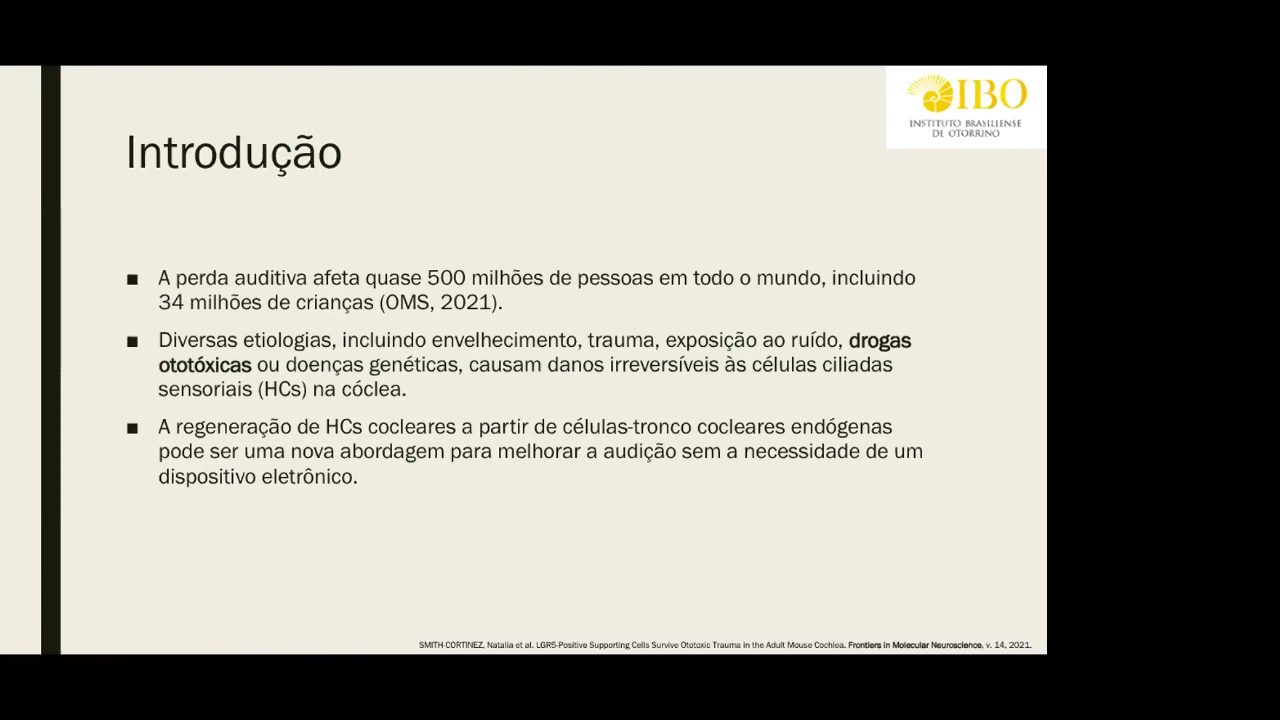 IBO
INSTITUTO BRASILIENSE
DE OTORRINO
Introdução
■ A perda auditiva afeta quase 500 milhões de pessoas em todo o mundo, incluindo
34 milhões de crianças (OMS, 2021).
■ Diversas etiologias, incluindo envelhecimento, trauma, exposição ao ruído, drogas
ototóxicas ou doenças genéticas, causam danos irreversíveis às células ciliadas
sensoriais (HCs) na cóclea.
■ A regeneração de HCs cocleares a partir de células-tronco cocleares endógenas
pode ser uma nova abordagem para melhorar a audição sem a necessidade de um
dispositivo eletrônico.
SMITH-CORTINEZ, Natalia et al. LGR5-Positive Supporting Cells Survive Ototoxic Trauma in the Adult Mouse Cochlea. Frontiers in Molecular Neuroscience, v. 14, 2021.